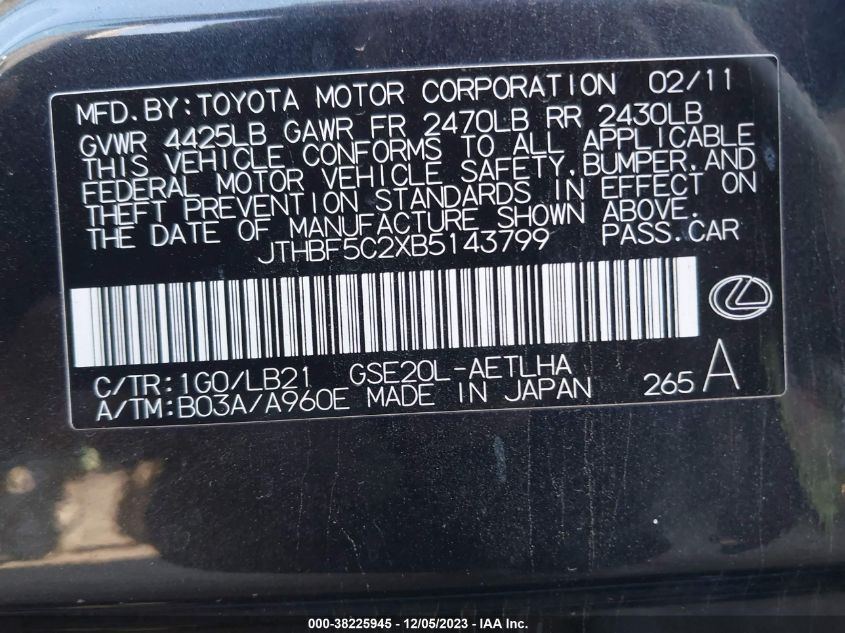 MFD.BY:TOYOTA MOTOR CORPORATION 02/11
GVWR 4425LB GAWR FR 2470LB RR 2430LB
THIS VEHICLE CONFORMS TO ALL APPLICABLE
FEDERAL MOTOR VEHICLE SAFETY,BUMPER,AND
THEFT PREVENTION STANDARDS IN EFFECT ON
THE DATE OF MANUFACTURE SHOWN ABOVE.
JTHBF5C2XB5143799 PASS.CAR
C/TR:1G0/LB21 GSE20L-AETLHA
A/TM:B03A/A960E MADE IN JAPAN 265A
000-38225945 - 12/05/2023 - IAA Inc.